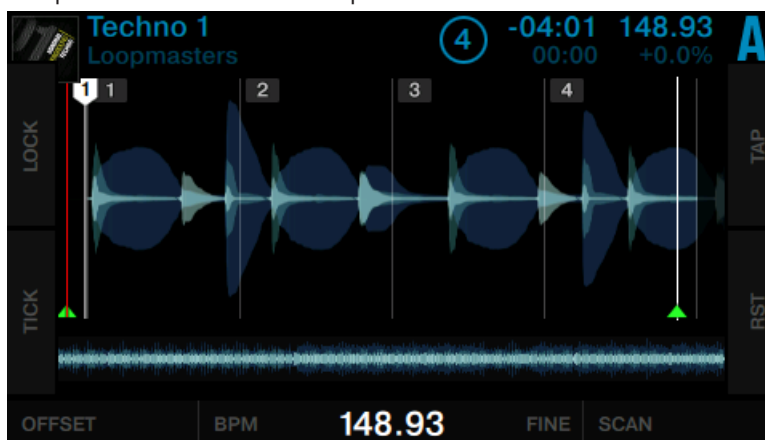 Techno 1
Loopmasters
4
-04:01
148.93
00:00
+0.0%
A
1
1
2
3
4
LOCK
TICK
TAP
RST
OFFSET
BPM
148.93
FINE
SCAN